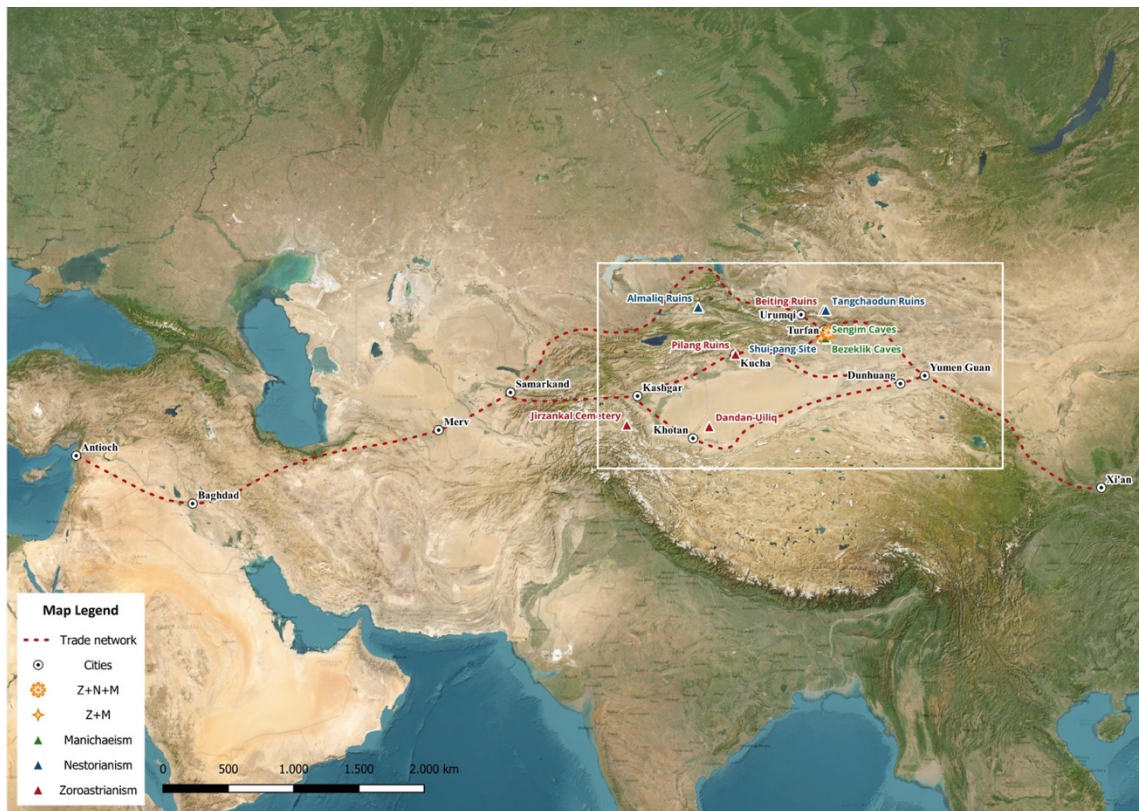 Almaliq Ruins
Beiting Ruins
Tangchaodun Ruins
Urumqi
Turfan
Sengim Caves
Pilang Ruins
Shui-pang Site
Bezeklik Caves
Kucha
Yumen Guan
Dunhuang
Samarkand
Kashgar
Jirzankal Cemetery
Dandan-Uiliq
Merv
Khotan
Antioch
Baghdad
Xi'an
Map Legend
Trade network
Cities
Z+N+M
Z+M
Manichaeism
Nestorianism
Zoroastrianism
0 500 1.000 1.500 2.000 km